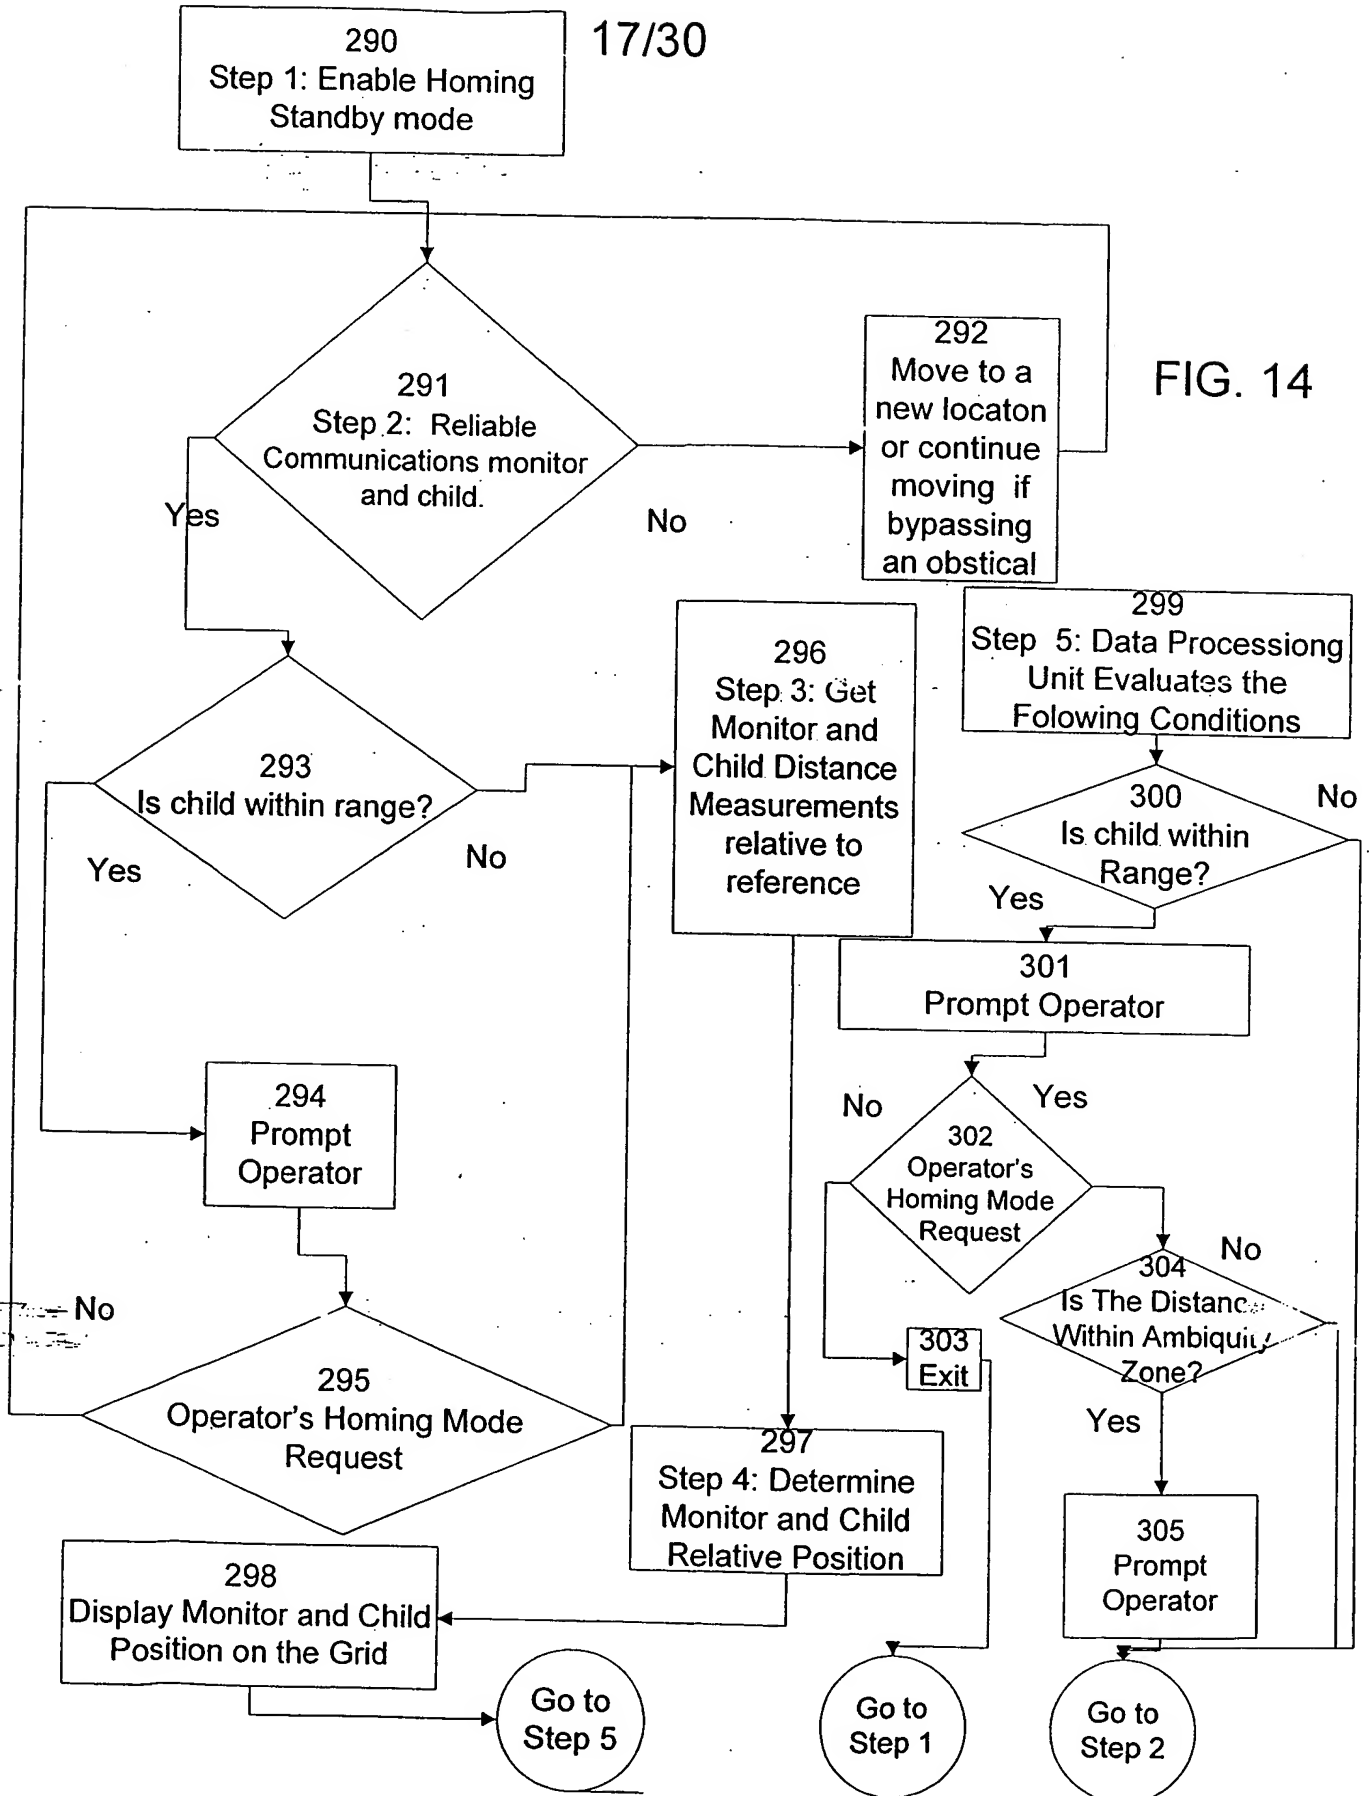 17/30
290
Step 1: Enable Homing
Standby mode
FIG. 14
291
Step 2: Reliable
Communications monitor
and child.
Yes
No
292
Move to a
new locaton
or continue
moving if
bypassing
an obstical
293
Is child within range?
Yes
No
294
Prompt
Operator
No
295
Operator's Homing Mode
Request
296
Step 3: Get
Monitor and
Child Distance
Measurements
relative to
reference
297
Step 4: Determine
Monitor and Child
Relative Position
298
Display Monitor and Child
Position on the Grid
Go to
Step 5
299
Step 5: Data Processiong
Unit Evaluates the
Folowing Conditions
300
Is child within
Range?
No
Yes
301
Prompt Operator
No
Yes
302
Operator's
Homing Mode
Request
303
Exit
No
304
Is The Distanc
Within Ambiquity
Zone?
Yes
305
Prompt
Operator
Go to
Step 1
Go to
Step 2